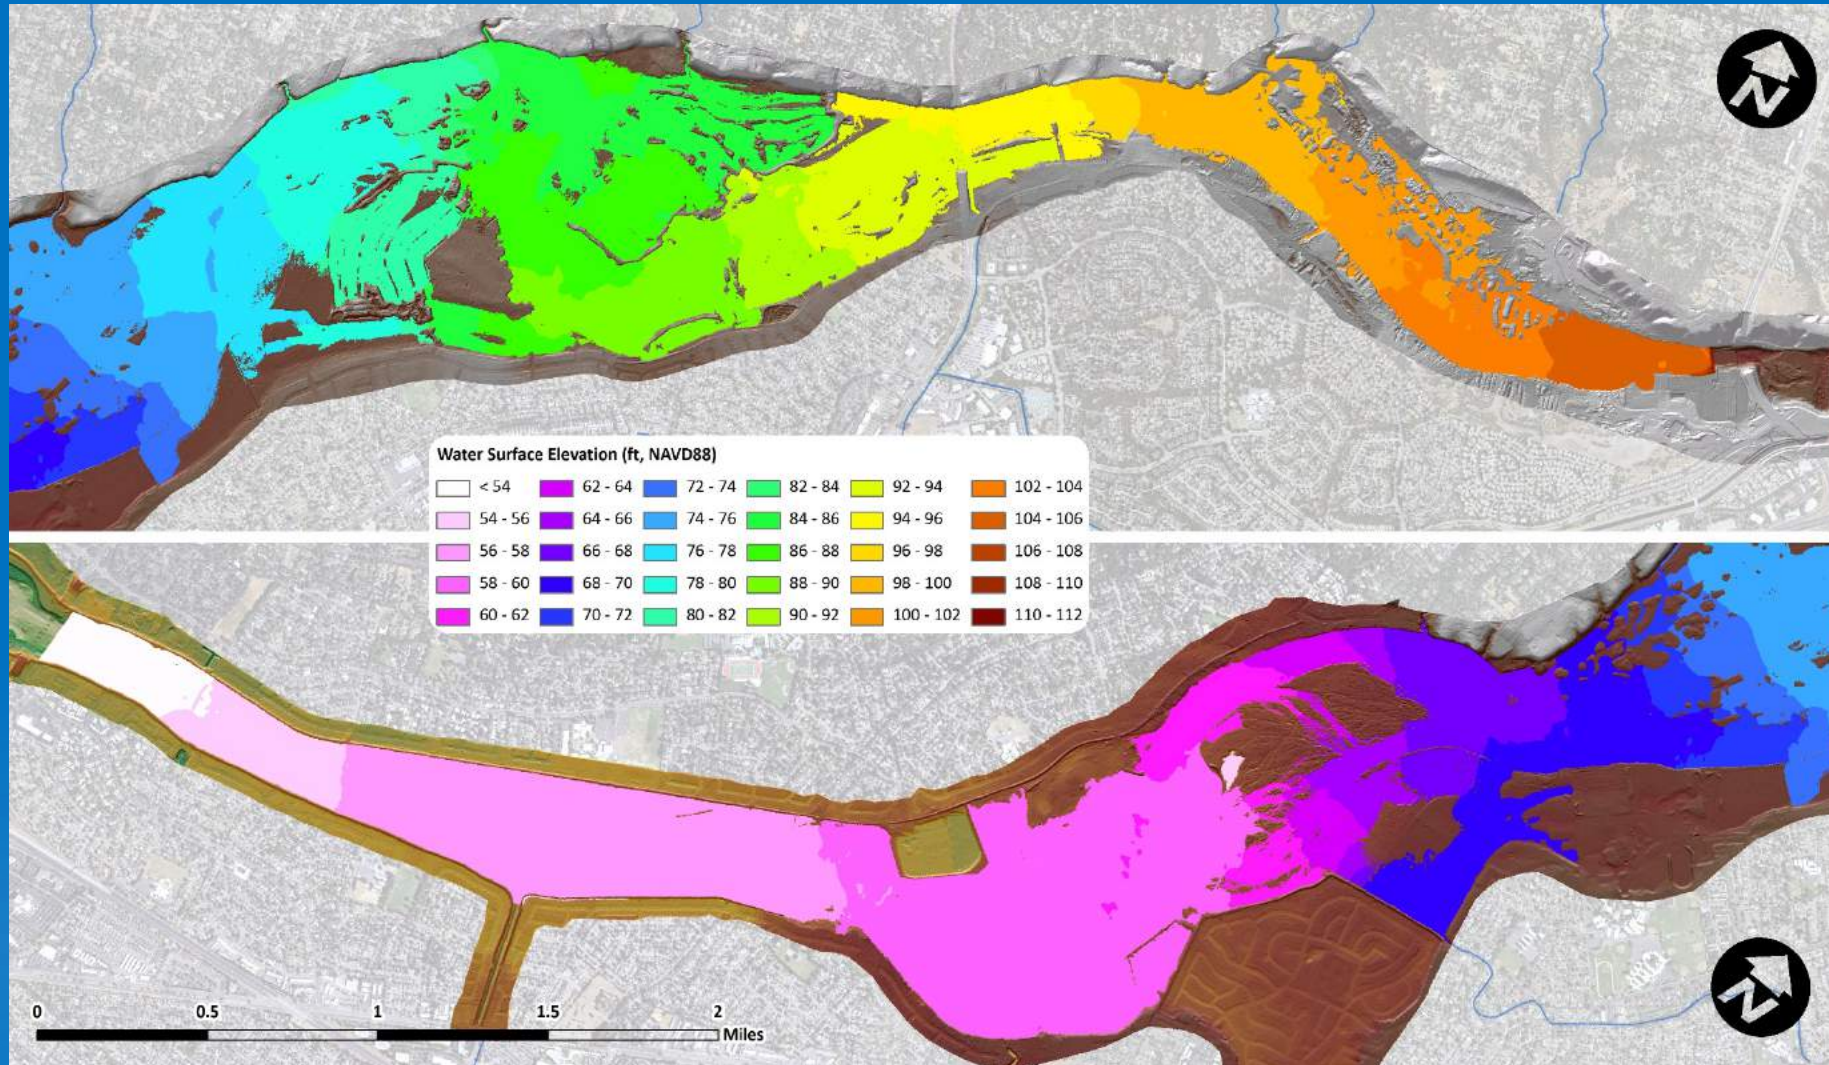 N
Water Surface Elevation (ft, NAVD88)
< 54 62 - 64 72 - 74 82 - 84 92 - 94 102 - 104
54 - 56 64 - 66 74 - 76 84 - 86 94 - 96 104 - 106
56 - 58 66 - 68 76 - 78 86 - 88 96 - 98 106 - 108
58 - 60 68 - 70 78 - 80 88 - 90 98 - 100 108 - 110
60 - 62 70 - 72 80 - 82 90 - 92 100 - 102 110 - 112
N
0 0.5 1 1.5 2
Miles